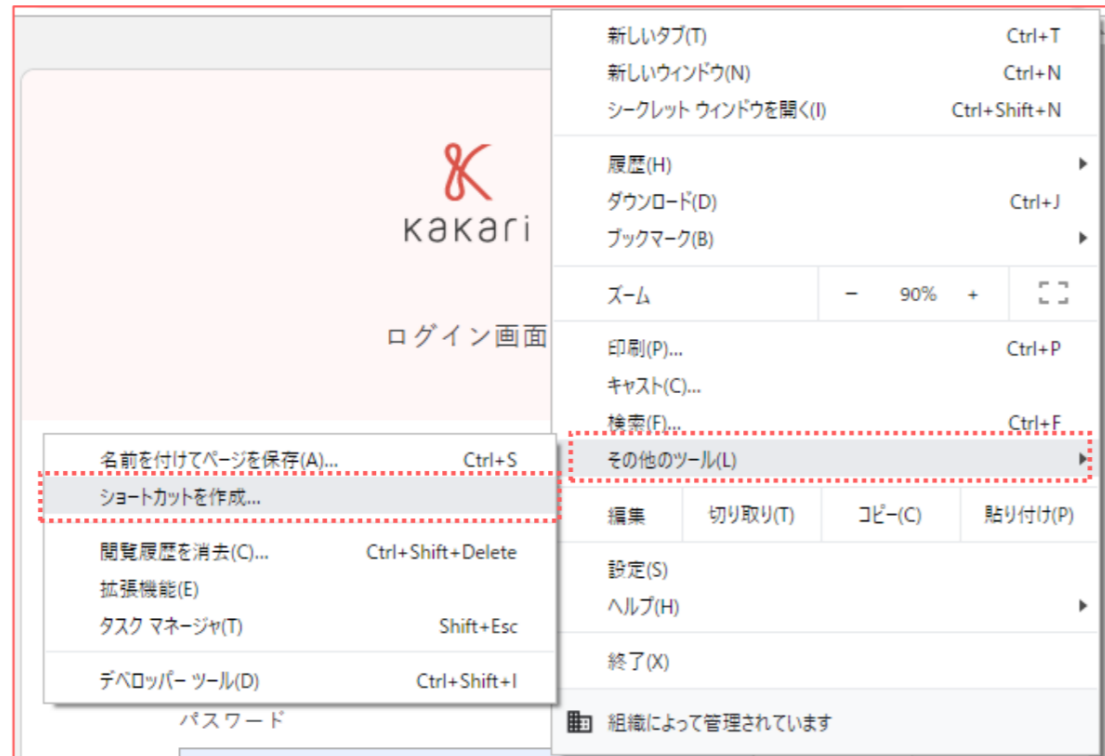 kakari
ログイン画面
新しいタブ(T) Ctrl+T
新しいウィンドウ(N) Ctrl+N
シークレット ウィンドウを開く(I) Ctrl+Shift+N
履歴(H)
ダウンロード(D) Ctrl+J
ブックマーク(B)
ズーム − 90% +
印刷(P)... Ctrl+P
キャスト(C)...
検索(F)... Ctrl+F
その他のツール(L)
編集 切り取り(T) コピー(C) 貼り付け(P)
設定(S)
ヘルプ(H)
終了(X)
組織によって管理されています
名前を付けてページを保存(A)... Ctrl+S
ショートカットを作成...
閲覧履歴を消去(C)... Ctrl+Shift+Delete
拡張機能(E)
タスク マネージャ(T) Shift+Esc
デベロッパー ツール(D) Ctrl+Shift+I
パスワード